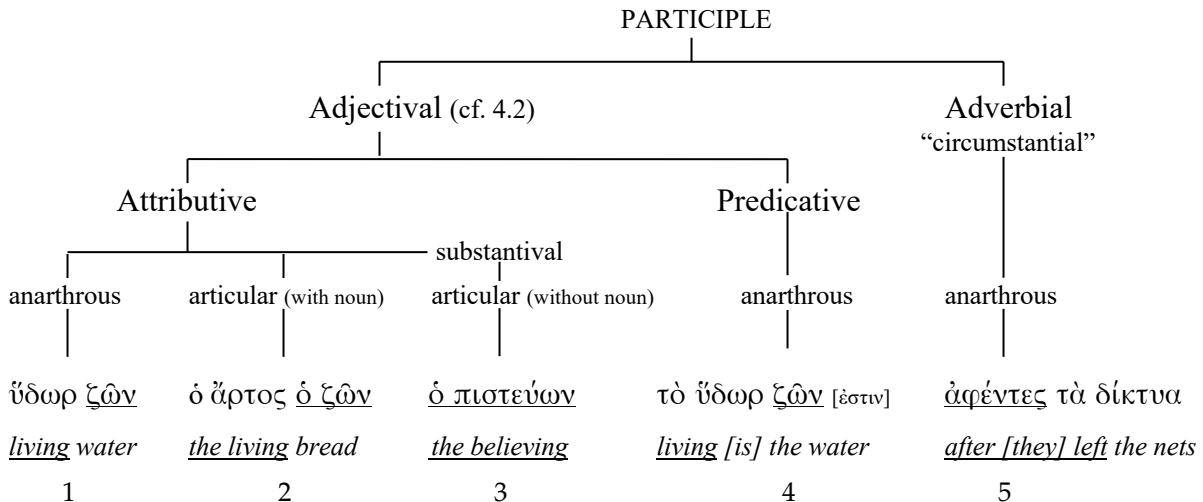 PARTICIPLE
Adjectival (cf. 4.2) Adverbial
“circumstantial”
Attributive Predicative
substantival
anarthrous articular (with noun) articular (without noun) anarthrous anarthrous
ὕδωρ ζῶν ὁ ἄρτος ὁ ζῶν ὁ πιστεύων τὸ ὕδωρ ζῶν [ἐστιν] ἀφέντες τὰ δίκτυα
living water the living bread the believing living [is] the water after [they] left the nets
1 2 3 4 5